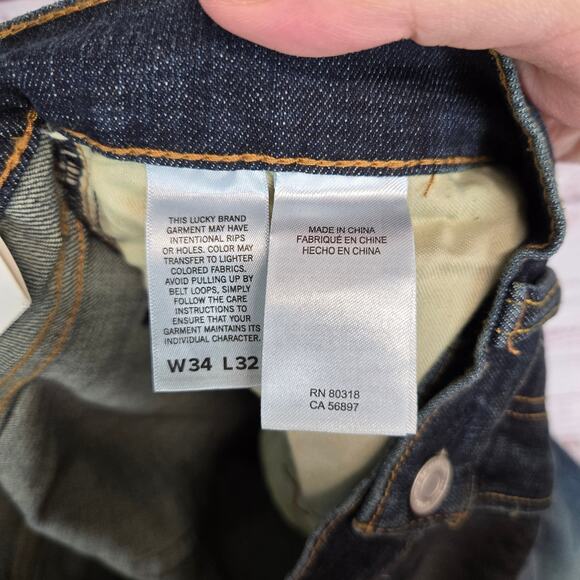 THIS LUCKY BRAND
GARMENT MAY HAVE
INTENTIONAL RIPS
OR HOLES. COLOR MAY
TRANSFER TO LIGHTER
COLORED FABRICS.
AVOID PULLING UP BY
BELT LOOPS, SIMPLY
FOLLOW THE CARE
INSTRUCTIONS TO
ENSURE THAT YOUR
GARMENT MAINTAINS ITS
INDIVIDUAL CHARACTER.
W34 L32
MADE IN CHINA
FABRIQUÉ EN CHINE
HECHO EN CHINA
RN 80318
CA 56897